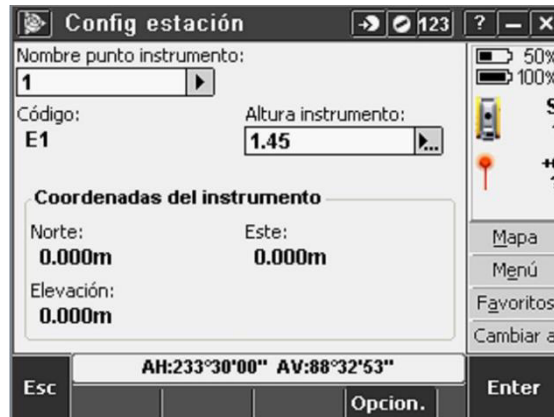 Config estación 123 ? – X
Nombre punto instrumento:
1
50%
100%
Código:
E1
Altura instrumento:
1.45
S
Coordenadas del instrumento
Norte:
0.000m
Este:
0.000m
Elevación:
0.000m
Mapa
Menú
Favoritos
Cambiar a
AH:233°30'00" AV:88°32'53"
Esc
Opcion.
Enter